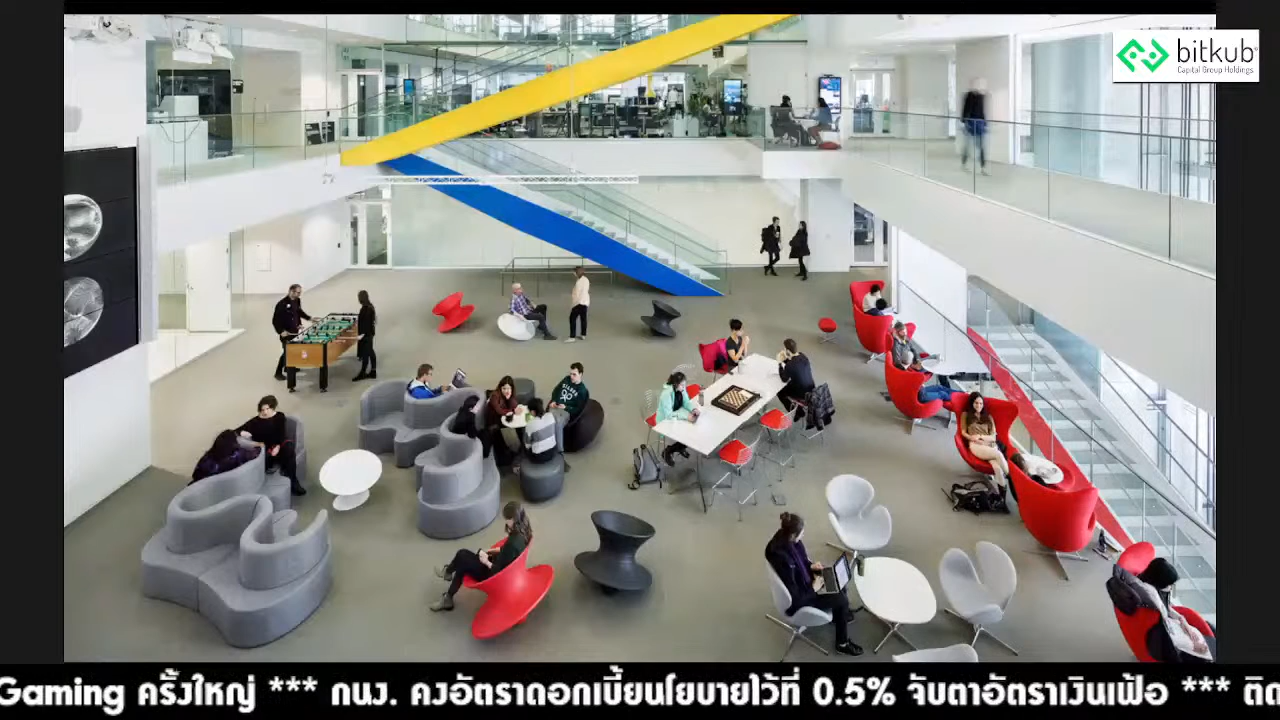 bitkub
Capital Group Holdings
Gaming ครั้งใหญ่ *** กนง. คงอัตราดอกเบี้ยนโยบายไว้ที่ 0.5% จับตาอัตราเงินเฟ้อ *** ติด